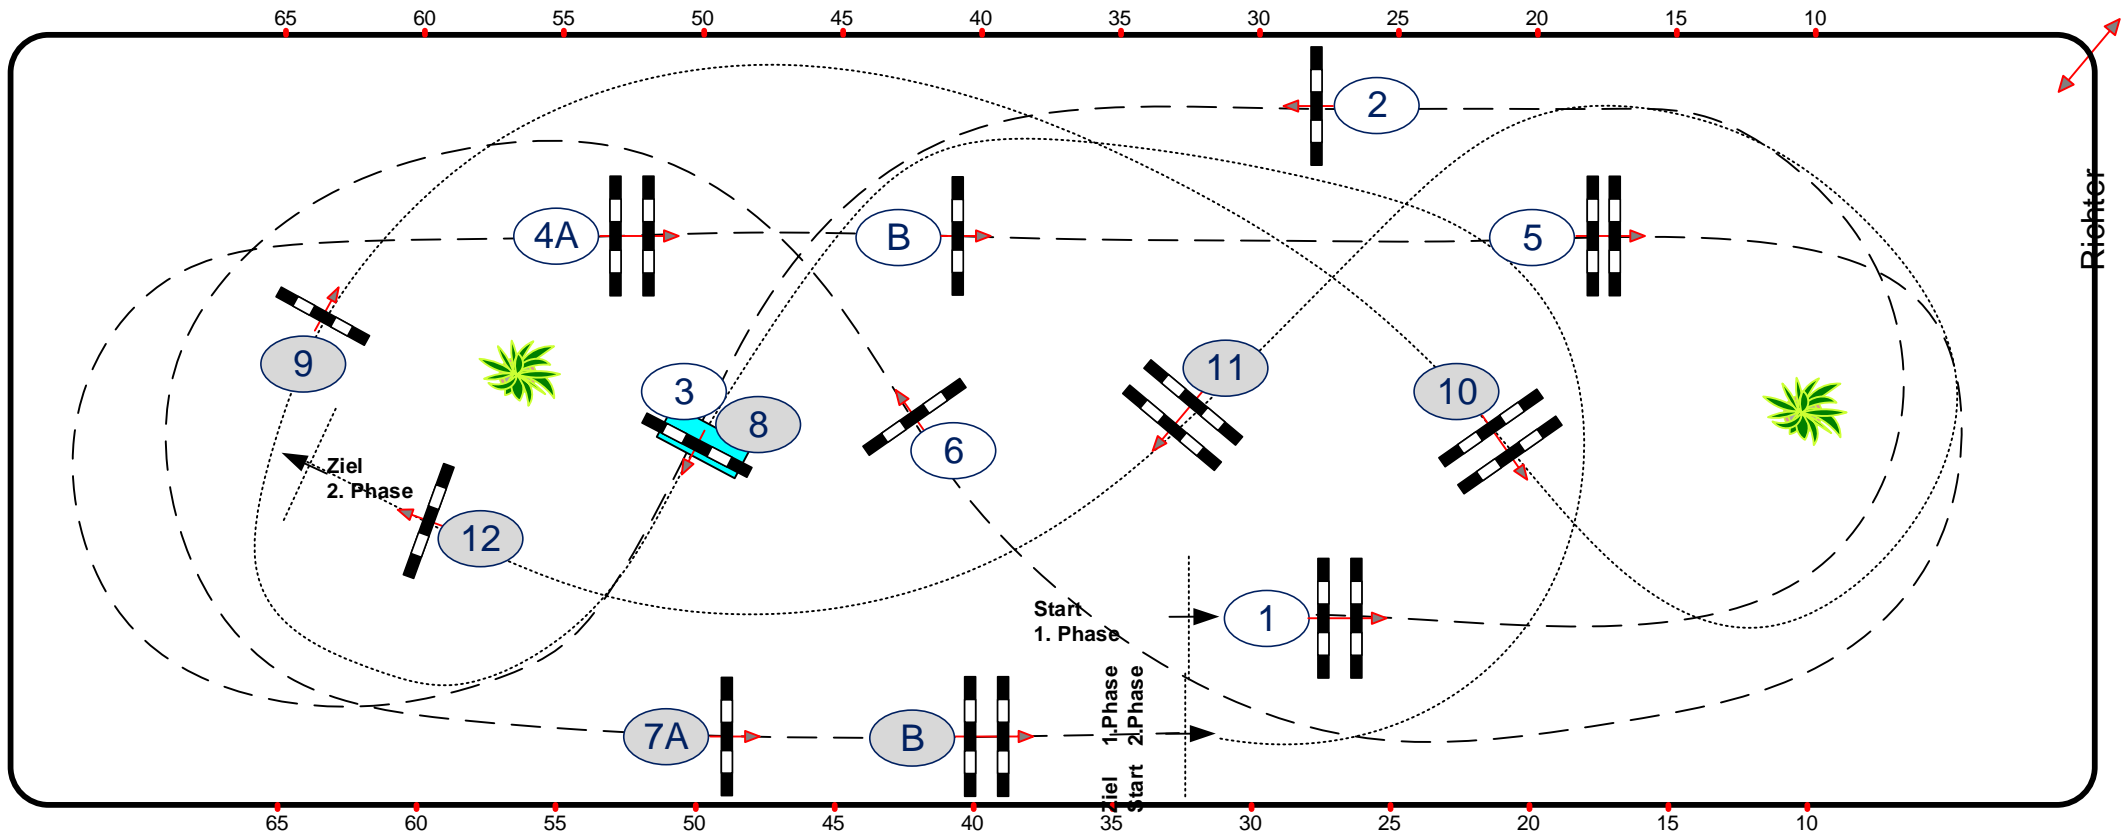 65 60 55 50 45 40 35 30 25 20 15 10
2
Richter
4A B 5
9
3
8
6
11
10
Ziel
2. Phase
12
Start
1. Phase
1
7A B
Ziel 1.Phase
Start 2.Phase
65 60 55 50 45 40 35 30 25 20 15 10